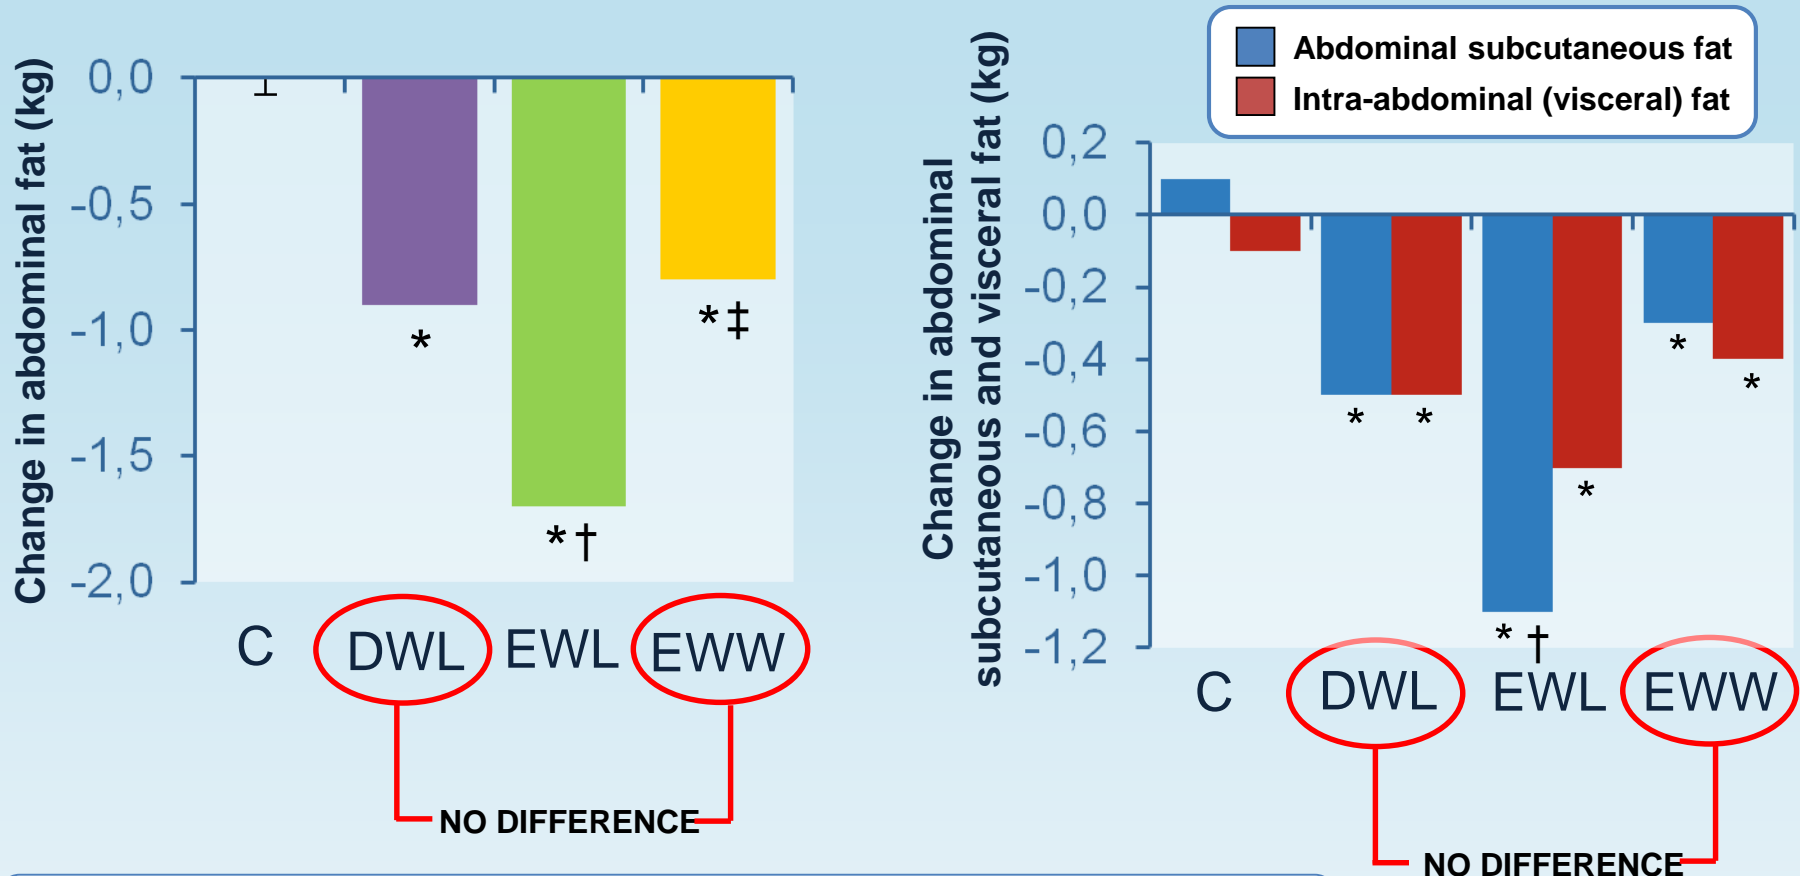 Change in abdominal fat (kg)
0,0
-0,5
-1,0
-1,5
-2,0
*
* †
* ‡
C DWL EWL EWW
NO DIFFERENCE
Abdominal subcutaneous fat
Intra-abdominal (visceral) fat
Change in abdominal
subcutaneous and visceral fat (kg)
0,2
0,0
-0,2
-0,4
-0,6
-0,8
-1,0
-1,2
* *
* †
*
*
*
C DWL EWL EWW
NO DIFFERENCE